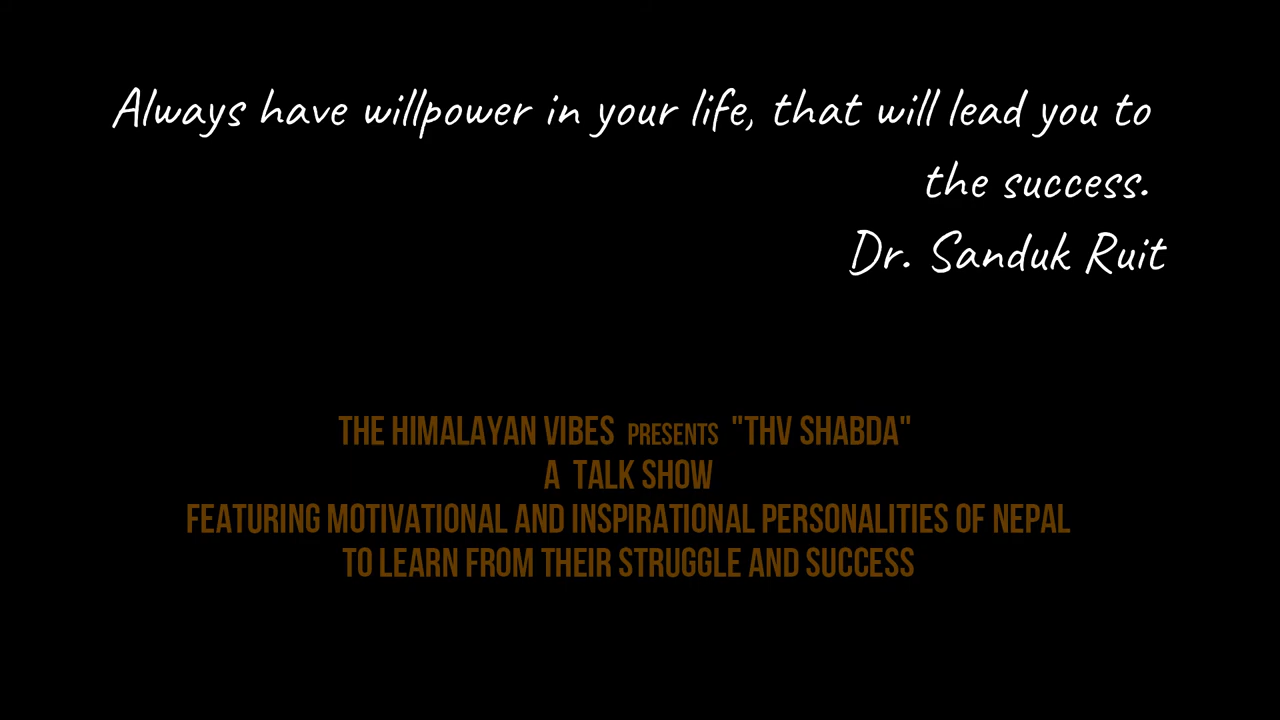 Always have willpower in your life, that will lead you to
the success.
Dr. Sanduk Ruit
THE HIMALAYAN VIBES PRESENTS "THV SHABDA"
A TALK SHOW
FEATURING MOTIVATIONAL AND INSPIRATIONAL PERSONALITIES OF NEPAL
TO LEARN FROM THEIR STRUGGLE AND SUCCESS